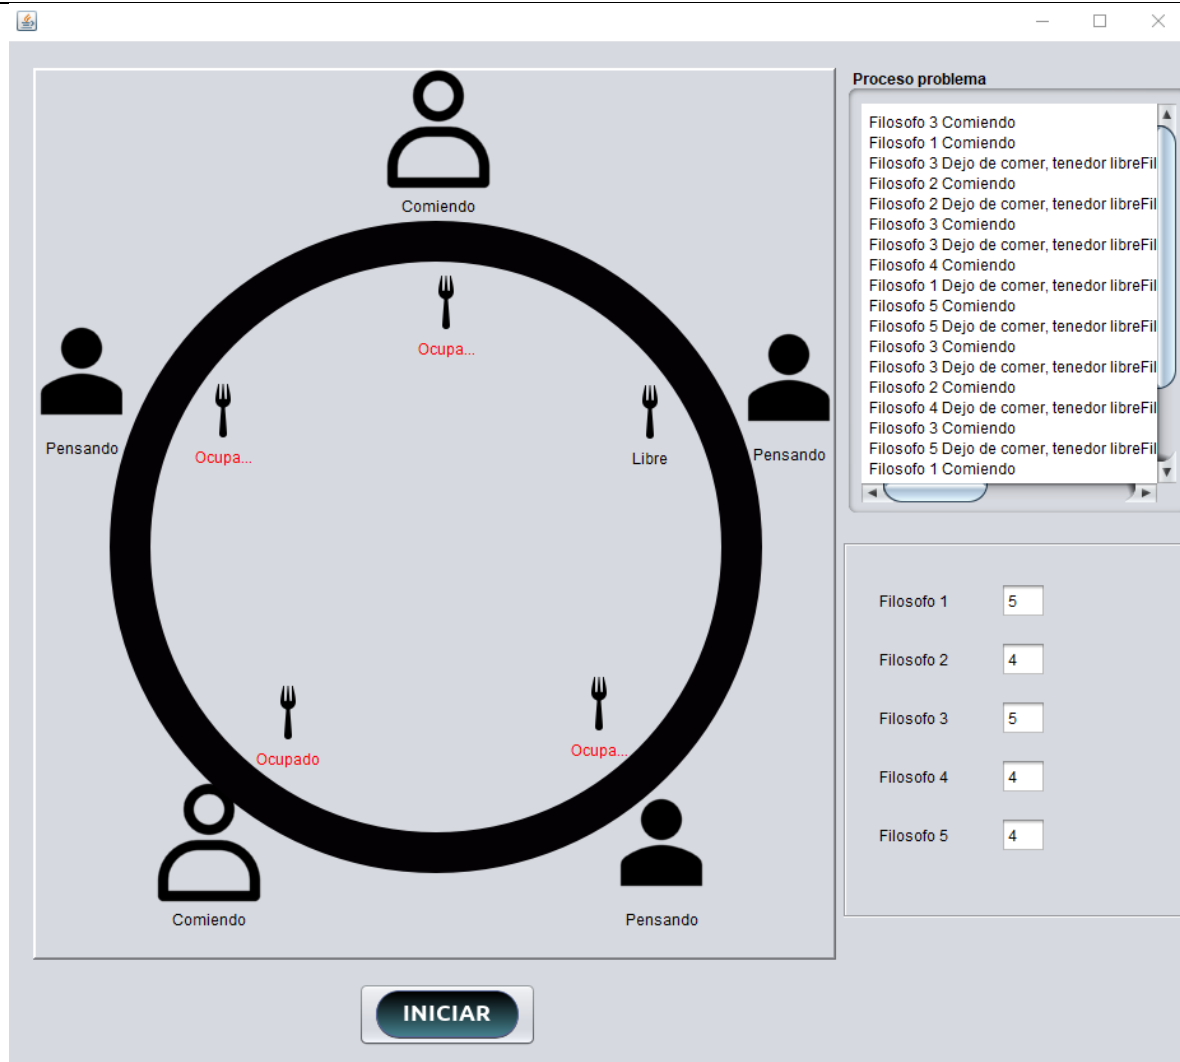 Comiendo
Ocupa...
Pensando
Ocupa...
Libre
Pensando
Ocupado
Ocupa...
Comiendo
Pensando
INICIAR
Proceso problema
Filosofo 3 Comiendo
Filosofo 1 Comiendo
Filosofo 3 Dejo de comer, tenedor libreFil
Filosofo 2 Comiendo
Filosofo 2 Dejo de comer, tenedor libreFil
Filosofo 3 Comiendo
Filosofo 3 Dejo de comer, tenedor libreFil
Filosofo 4 Comiendo
Filosofo 1 Dejo de comer, tenedor libreFil
Filosofo 5 Comiendo
Filosofo 5 Dejo de comer, tenedor libreFil
Filosofo 3 Comiendo
Filosofo 3 Dejo de comer, tenedor libreFil
Filosofo 2 Comiendo
Filosofo 4 Dejo de comer, tenedor libreFil
Filosofo 3 Comiendo
Filosofo 5 Dejo de comer, tenedor libreFil
Filosofo 1 Comiendo
Filosofo 1 5
Filosofo 2 4
Filosofo 3 5
Filosofo 4 4
Filosofo 5 4